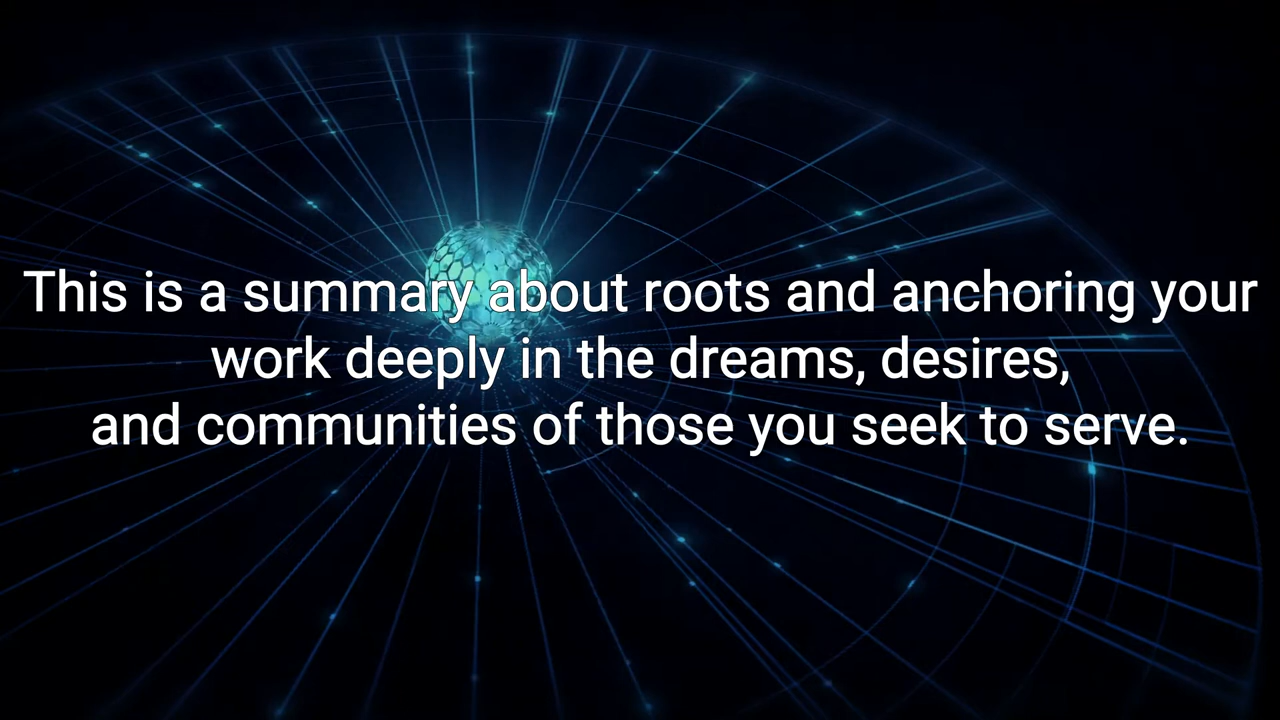 This is a summary about roots and anchoring your
work deeply in the dreams, desires,
and communities of those you seek to serve.